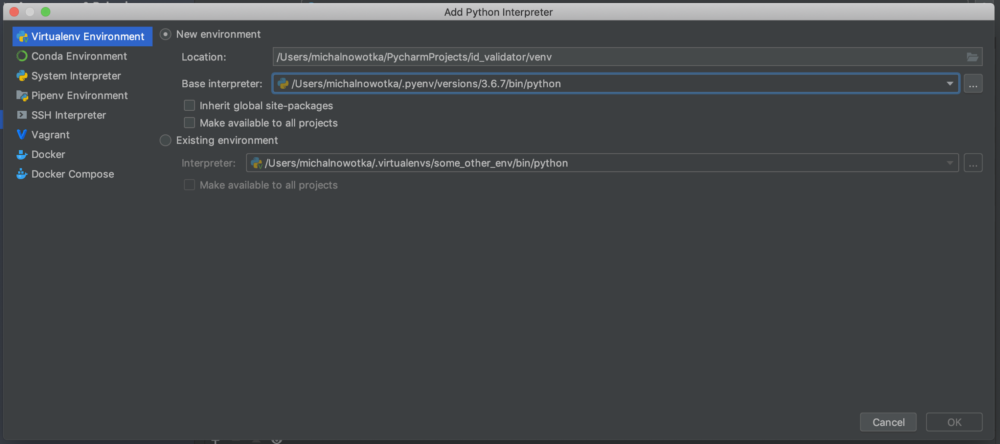 Add Python Interpreter
Virtualenv Environment
Conda Environment
System Interpreter
Pipenv Environment
SSH Interpreter
Vagrant
Docker
Docker Compose
New environment
Location: /Users/michalnowotka/PycharmProjects/id_validator/venv
Base interpreter: /Users/michalnowotka/.pyenv/versions/3.6.7/bin/python ...
Inherit global site-packages
Make available to all projects
Existing environment
Interpreter: /Users/michalnowotka/.virtualenvs/some_other_env/bin/python ...
Make available to all projects
Cancel OK